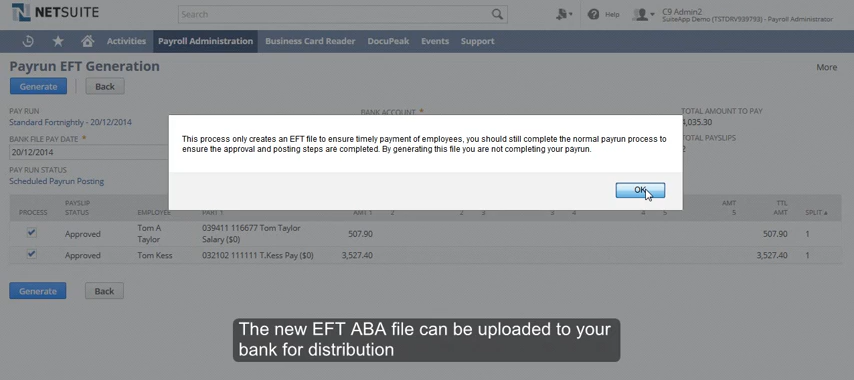 NETSUITE
Search
Help
C9 Admin2
SuiteApp Demo (TSTDRV939793) - Payroll Administrator
Activities Payroll Administration Business Card Reader DocuPeak Events Support
Payrun EFT Generation
More
Generate Back
PAY RUN
Standard Fortnightly - 20/12/2014
BANK ACCOUNT *
TOTAL AMOUNT TO PAY
4,035.30
BANK FILE PAY DATE *
20/12/2014
TOTAL PAYSLIPS
2
PAY RUN STATUS
Scheduled Payrun Posting
This process only creates an EFT file to ensure timely payment of employees, you should still complete the normal payrun process to
ensure the approval and posting steps are completed. By generating this file you are not completing your payrun.
OK
PROCESS PAYSLIP STATUS EMPLOYEE PART 1 AMT 1 2 2 3 3 4 4 5 AMT 5 TTL AMT SPLIT
Approved Tom A Taylor 039411 116677 Tom Taylor Salary ($0) 507.90 507.90 1
Approved Tom Kess 032102 111111 T.Kess Pay ($0) 3,527.40 3,527.40 1
Generate Back
The new EFT ABA file can be uploaded to your
bank for distribution